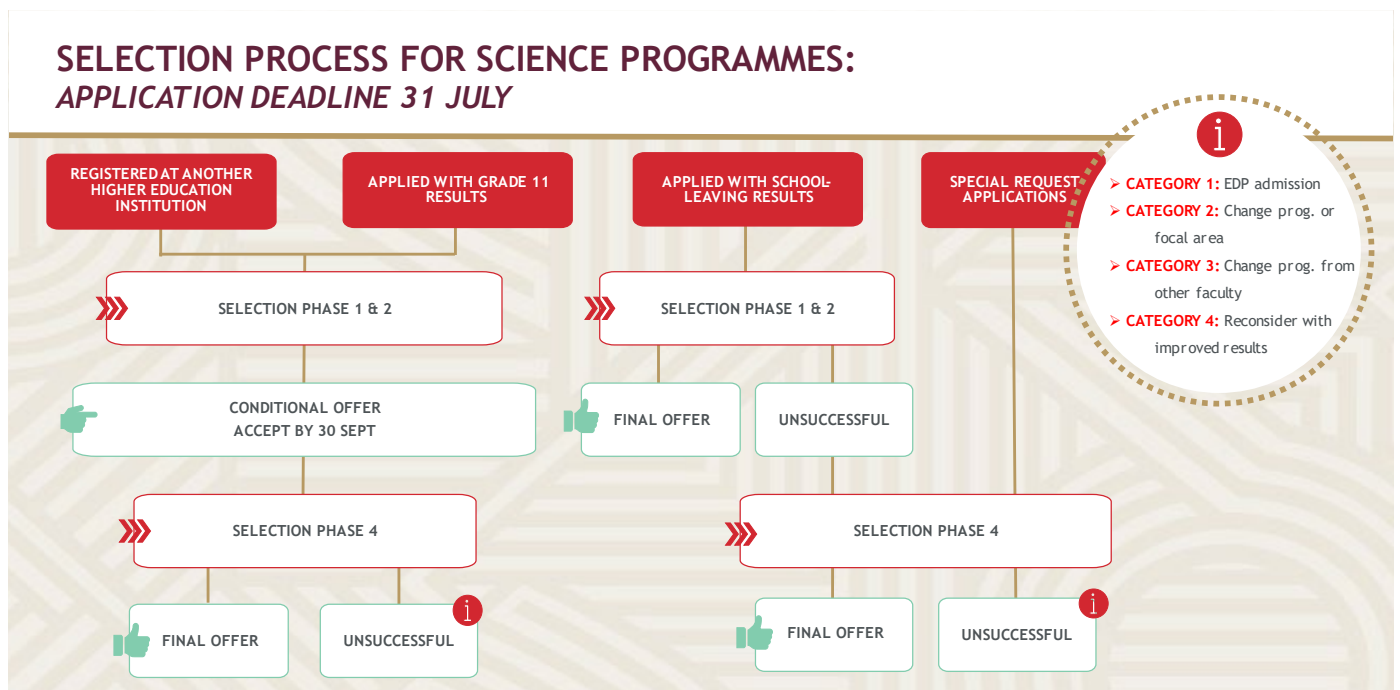 SELECTION PROCESS FOR SCIENCE PROGRAMMES:
APPLICATION DEADLINE 31 JULY
REGISTERED AT ANOTHER
HIGHER EDUCATION
INSTITUTION
APPLIED WITH GRADE 11
RESULTS
APPLIED WITH SCHOOL-
LEAVING RESULTS
SPECIAL REQUEST
APPLICATIONS
i
➢ CATEGORY 1: EDP admission
➢ CATEGORY 2: Change prog. or
focal area
➢ CATEGORY 3: Change prog. from
other faculty
➢ CATEGORY 4: Reconsider with
improved results
SELECTION PHASE 1 & 2
SELECTION PHASE 1 & 2
CONDITIONAL OFFER
ACCEPT BY 30 SEPT
FINAL OFFER
UNSUCCESSFUL
SELECTION PHASE 4
SELECTION PHASE 4
FINAL OFFER
UNSUCCESSFUL
i
FINAL OFFER
UNSUCCESSFUL
i